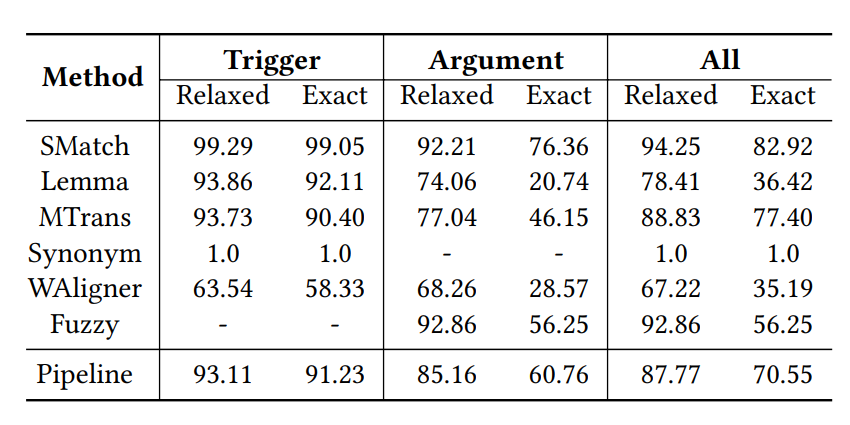 Method Trigger Argument All
Relaxed Exact Relaxed Exact Relaxed Exact
SMatch 99.29 99.05 92.21 76.36 94.25 82.92
Lemma 93.86 92.11 74.06 20.74 78.41 36.42
MTrans 93.73 90.40 77.04 46.15 88.83 77.40
Synonym 1.0 1.0 - - 1.0 1.0
WAligner 63.54 58.33 68.26 28.57 67.22 35.19
Fuzzy - - 92.86 56.25 92.86 56.25
Pipeline 93.11 91.23 85.16 60.76 87.77 70.55